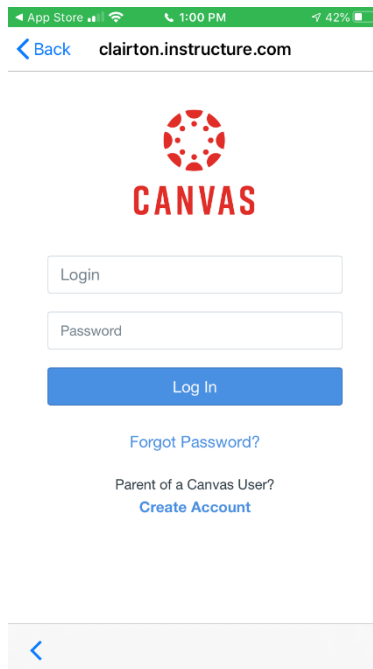 App Store 1:00 PM 42%
Back clairton.instructure.com
CANVAS
Login
Password
Log In
Forgot Password?
Parent of a Canvas User?
Create Account